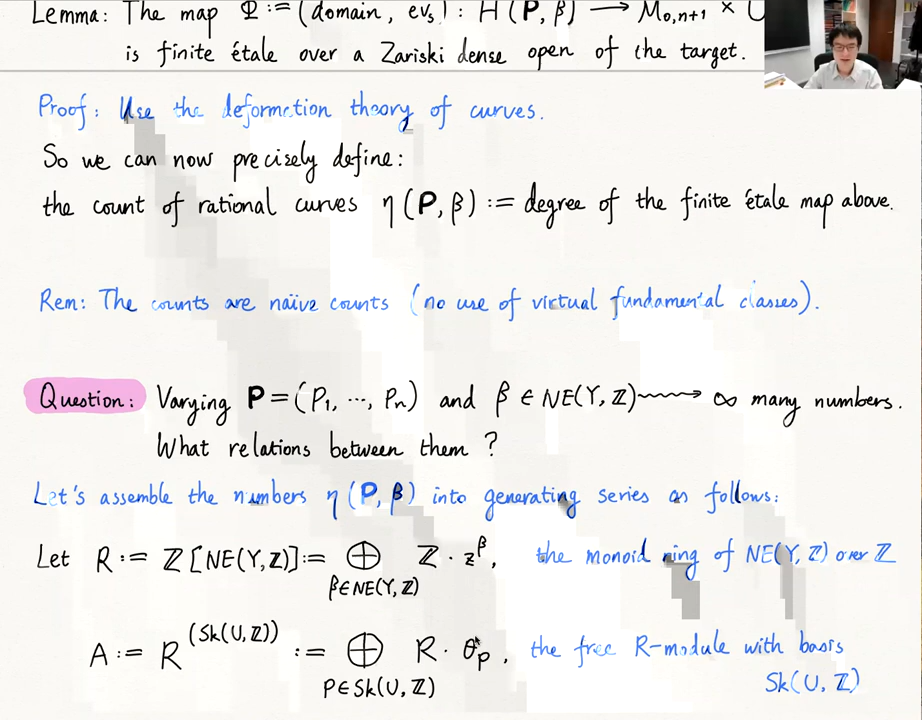 Lemma: The map Φ := (domain, ev_s) : H(P, β) ⟶ M_{0,n+1} × U
is finite étale over a Zariski dense open of the target.
Proof: Use the deformation theory of curves.
So we can now precisely define:
the count of rational curves η(P, β) := degree of the finite étale map above.
Rem: The counts are naïve counts (no use of virtual fundamental classes).
Question: Varying P = (P₁, ⋯, Pₙ) and β ∈ NE(Y, ℤ) ⇝ ∞ many numbers.
What relations between them ?
Let's assemble the numbers η(P, β) into generating series as follows:
Let R := ℤ[NE(Y,ℤ)] := ⊕_{β∈NE(Y,ℤ)} ℤ · z^β, the monoid ring of NE(Y,ℤ) over ℤ
A := R^{(Sk(U,ℤ))} := ⊕_{P∈Sk(U,ℤ)} R · θ_P, the free R-module with basis
Sk(U, ℤ)